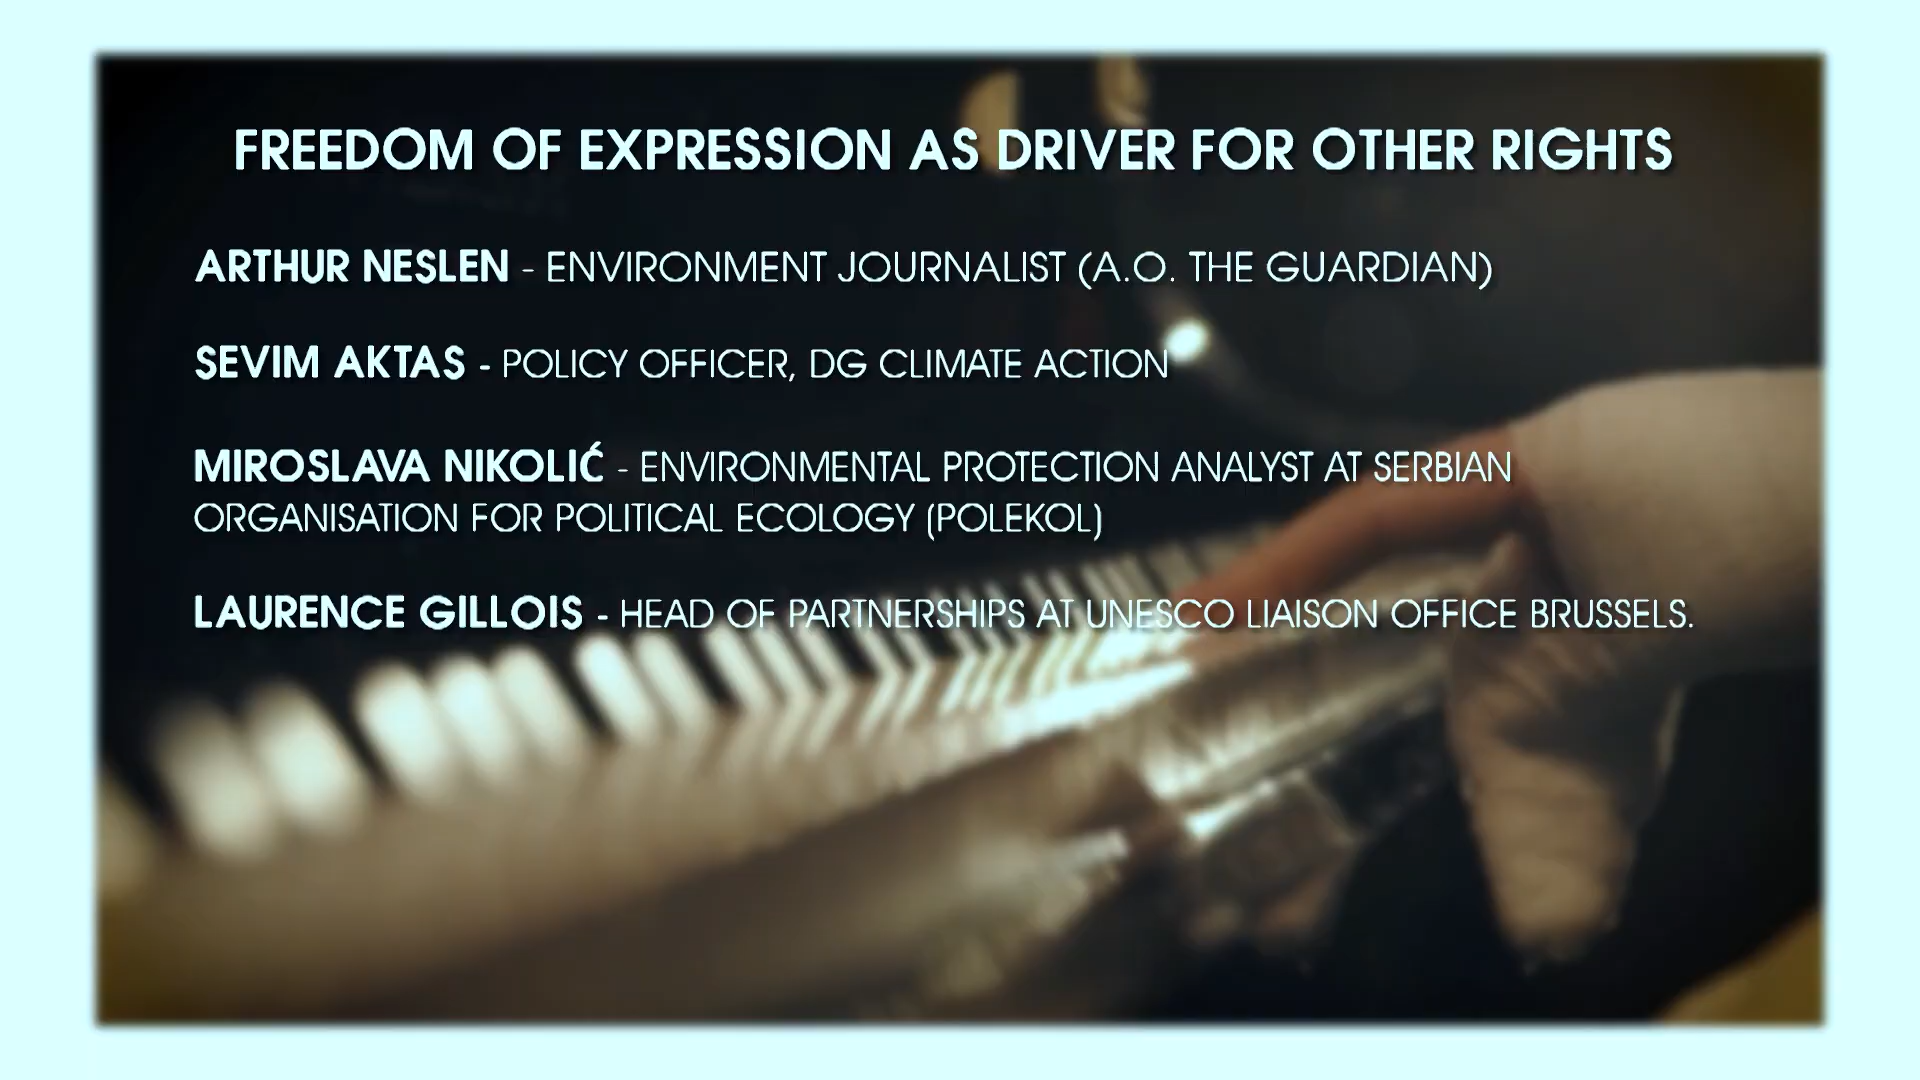 FREEDOM OF EXPRESSION AS DRIVER FOR OTHER RIGHTS
ARTHUR NESLEN - ENVIRONMENT JOURNALIST (A.O. THE GUARDIAN)
SEVIM AKTAS - POLICY OFFICER, DG CLIMATE ACTION
MIROSLAVA NIKOLIĆ - ENVIRONMENTAL PROTECTION ANALYST AT SERBIAN
ORGANISATION FOR POLITICAL ECOLOGY (POLEKOL)
LAURENCE GILLOIS - HEAD OF PARTNERSHIPS AT UNESCO LIAISON OFFICE BRUSSELS.